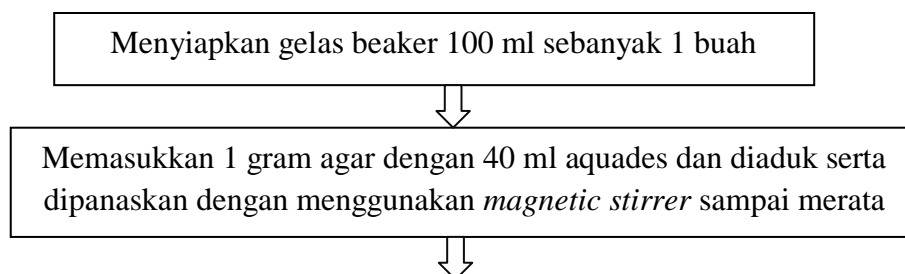 Menyiapkan gelas beaker 100 ml sebanyak 1 buah
Memasukkan 1 gram agar dengan 40 ml aquades dan diaduk serta
dipanaskan dengan menggunakan magnetic stirrer sampai merata